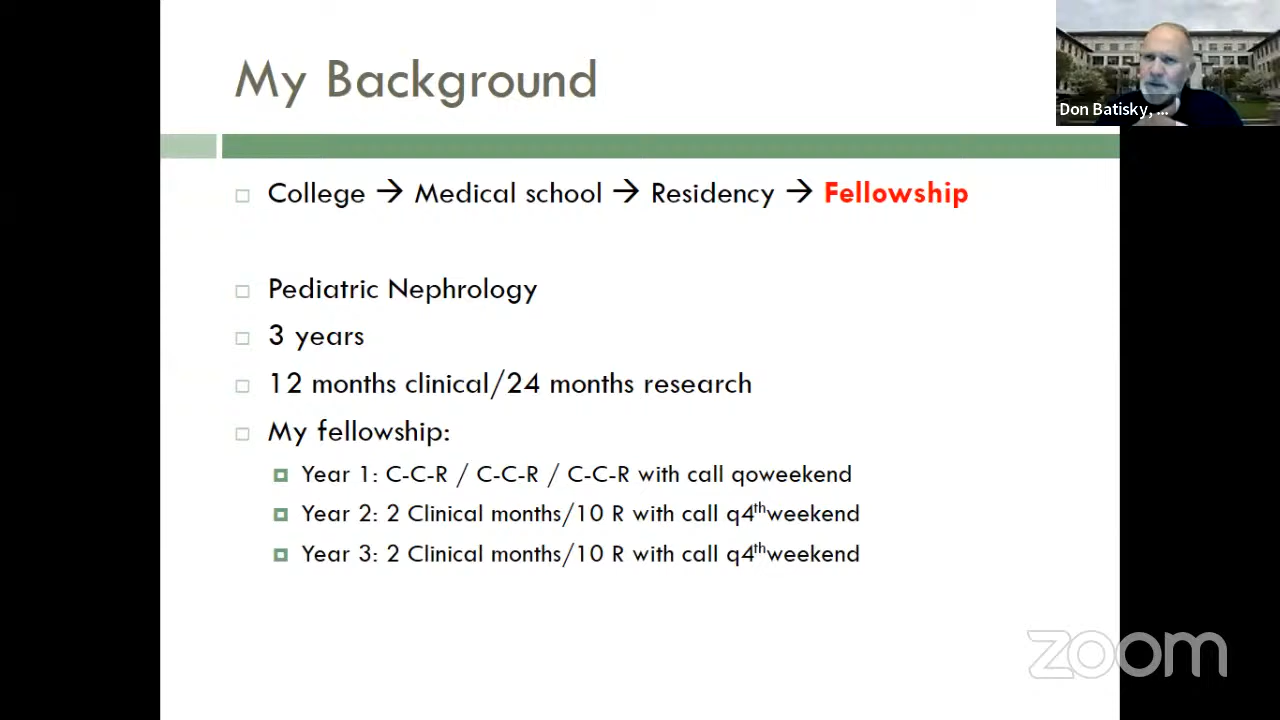 My Background
Don Batisky, ...
College → Medical school → Residency → Fellowship
Pediatric Nephrology
3 years
12 months clinical/24 months research
My fellowship:
Year 1: C-C-R / C-C-R / C-C-R with call qoweekend
Year 2: 2 Clinical months/10 R with call q4thweekend
Year 3: 2 Clinical months/10 R with call q4thweekend
zoom